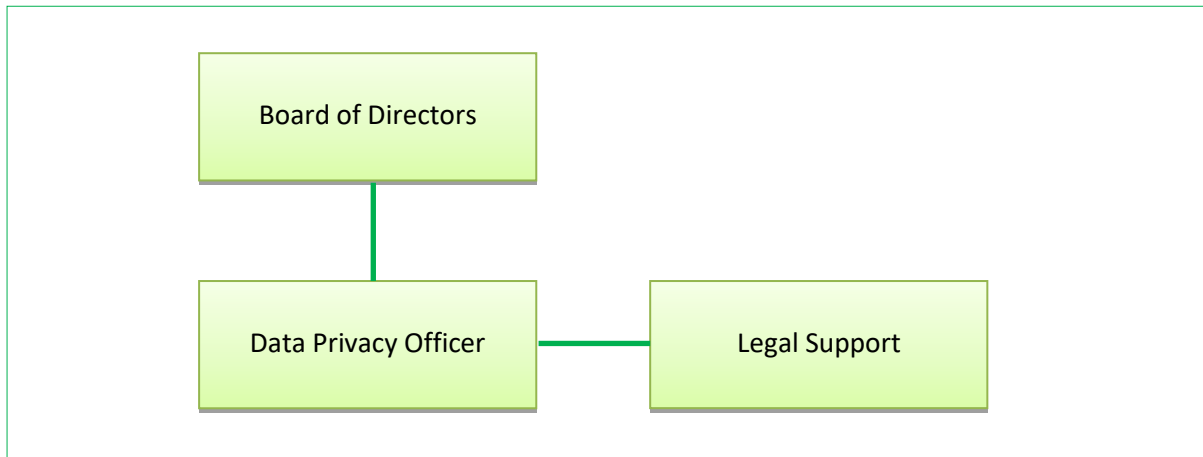 Board of Directors
Data Privacy Officer
Legal Support